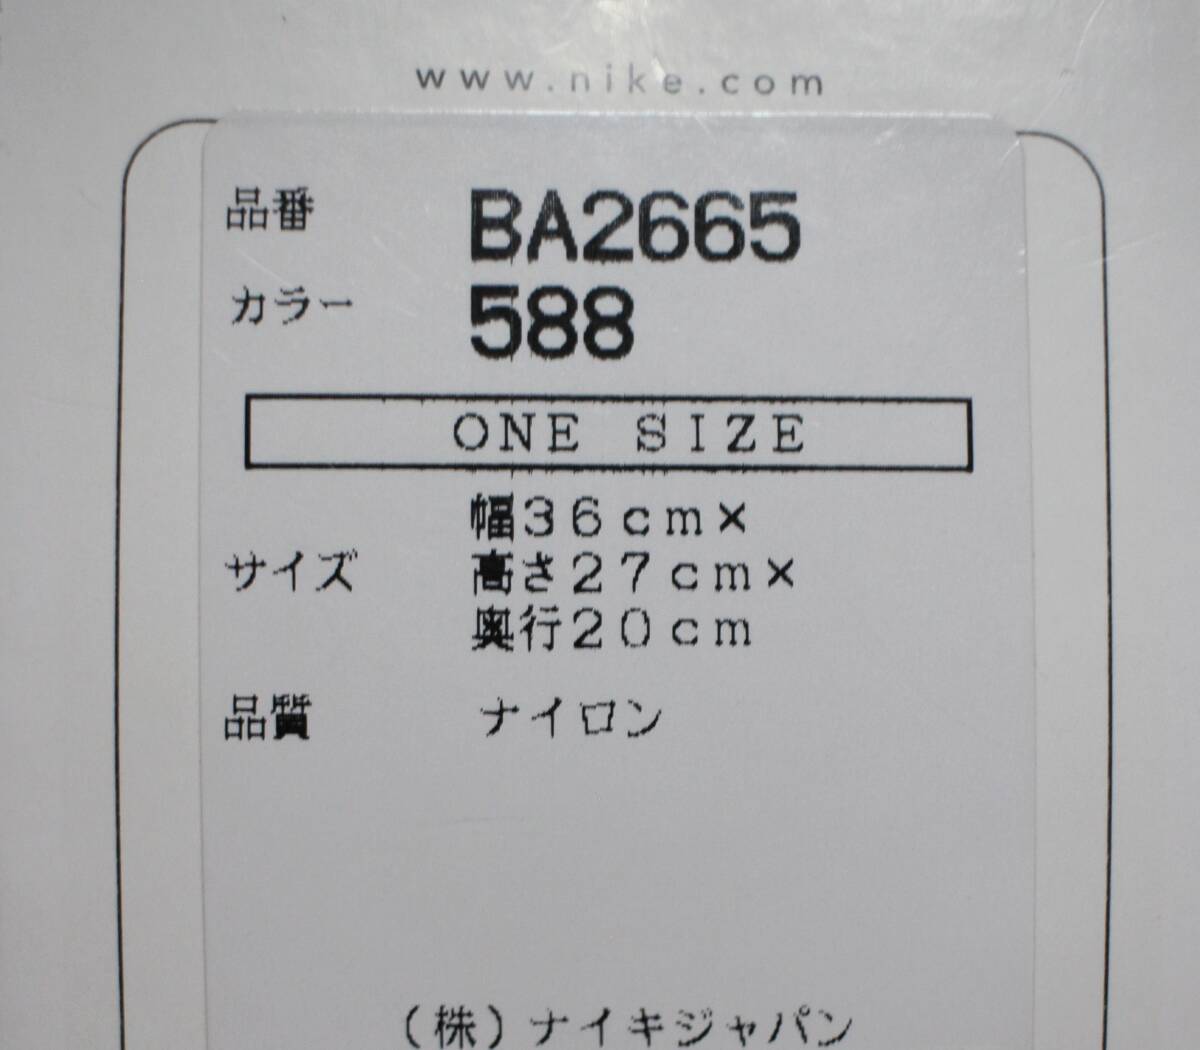 www.nike.com
品番 BA2665
カラー 588
ONE SIZE
幅36cm×
サイズ 高さ27cm×
奥行20cm
品質 ナイロン
(株)ナイキジャパン